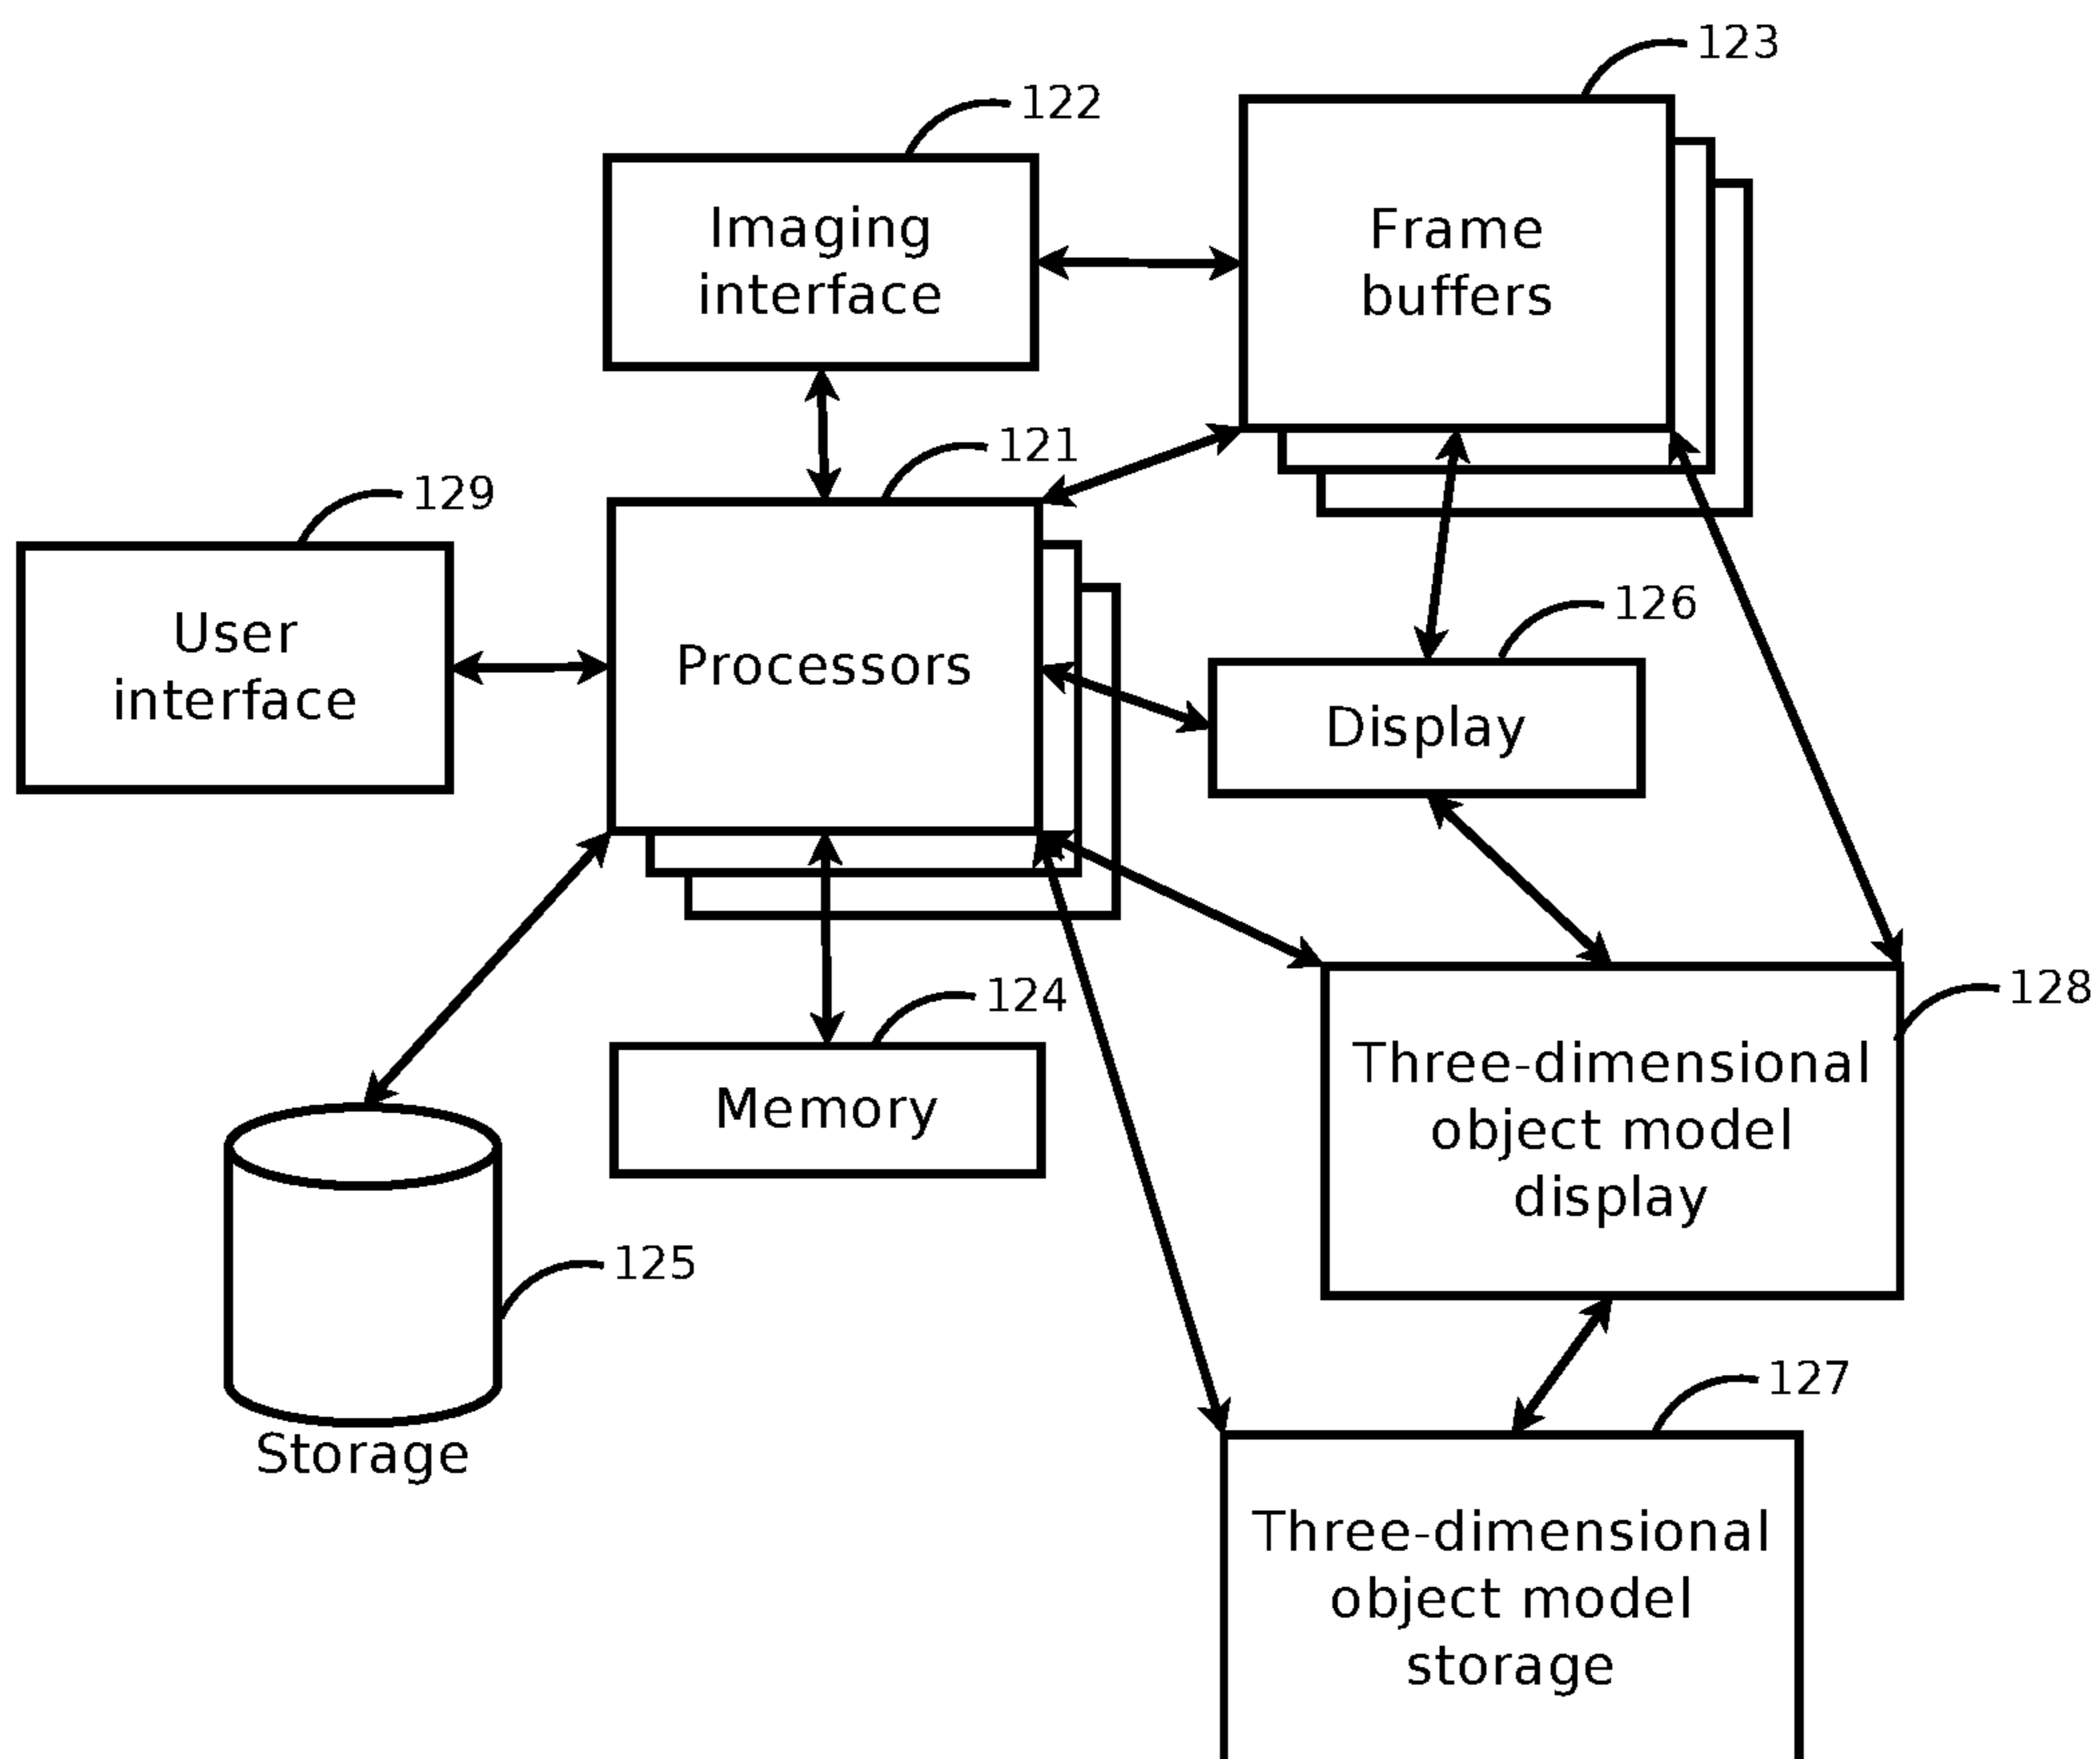 123
122
Imaging
interface
Frame
buffers
121
129
User
interface
Processors
126
Display
124
Memory
128
Three-dimensional
object model
display
125
Storage
127
Three-dimensional
object model
storage